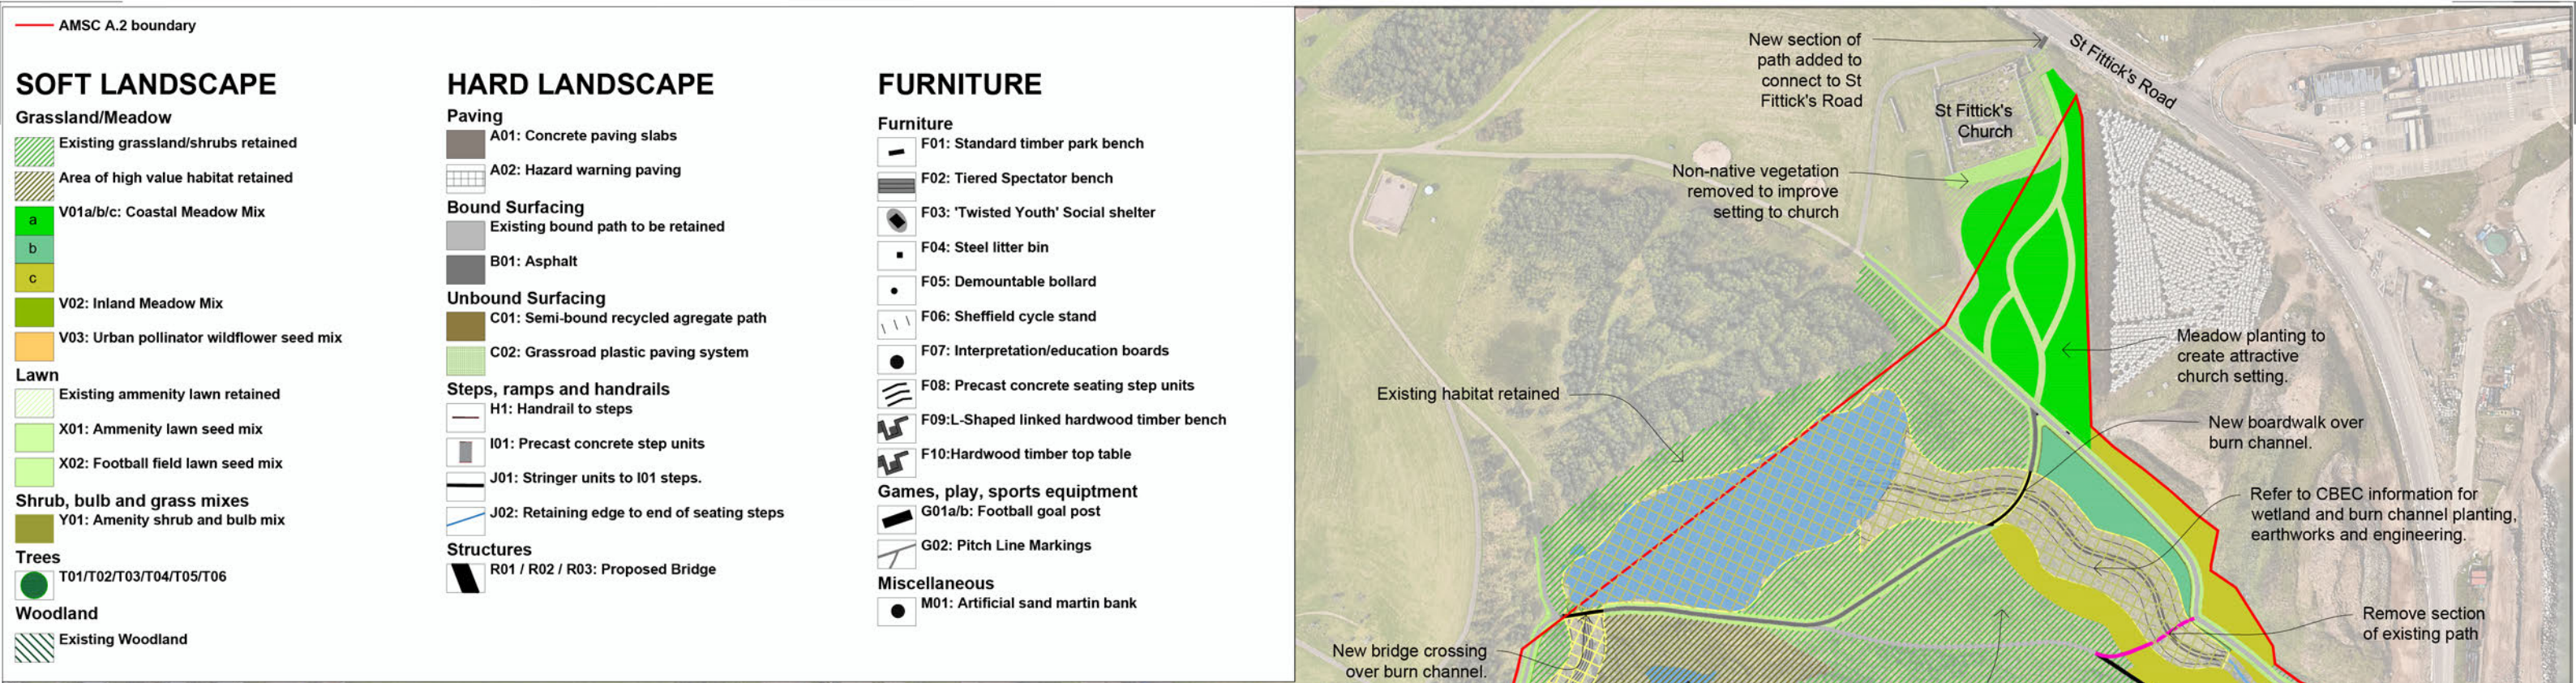 AMSC A.2 boundary
SOFT LANDSCAPE
Grassland/Meadow
Existing grassland/shrubs retained
Area of high value habitat retained
V01a/b/c: Coastal Meadow Mix
a
b
c
V02: Inland Meadow Mix
V03: Urban pollinator wildflower seed mix
Lawn
Existing ammenity lawn retained
X01: Ammenity lawn seed mix
X02: Football field lawn seed mix
Shrub, bulb and grass mixes
Y01: Amenity shrub and bulb mix
Trees
T01/T02/T03/T04/T05/T06
Woodland
Existing Woodland
HARD LANDSCAPE
Paving
A01: Concrete paving slabs
A02: Hazard warning paving
Bound Surfacing
Existing bound path to be retained
B01: Asphalt
Unbound Surfacing
C01: Semi-bound recycled agregate path
C02: Grassroad plastic paving system
Steps, ramps and handrails
H1: Handrail to steps
I01: Precast concrete step units
J01: Stringer units to I01 steps.
J02: Retaining edge to end of seating steps
Structures
R01 / R02 / R03: Proposed Bridge
FURNITURE
Furniture
F01: Standard timber park bench
F02: Tiered Spectator bench
F03: 'Twisted Youth' Social shelter
F04: Steel litter bin
F05: Demountable bollard
F06: Sheffield cycle stand
F07: Interpretation/education boards
F08: Precast concrete seating step units
F09:L-Shaped linked hardwood timber bench
F10:Hardwood timber top table
Games, play, sports equiptment
G01a/b: Football goal post
G02: Pitch Line Markings
Miscellaneous
M01: Artificial sand martin bank
New section of
path added to
connect to St
Fittick's Road
St Fittick's Road
St Fittick's
Church
Non-native vegetation
removed to improve
setting to church
Meadow planting to
create attractive
church setting.
Existing habitat retained
New boardwalk over
burn channel.
Refer to CBEC information for
wetland and burn channel planting,
earthworks and engineering.
Remove section
of existing path
New bridge crossing
over burn channel.